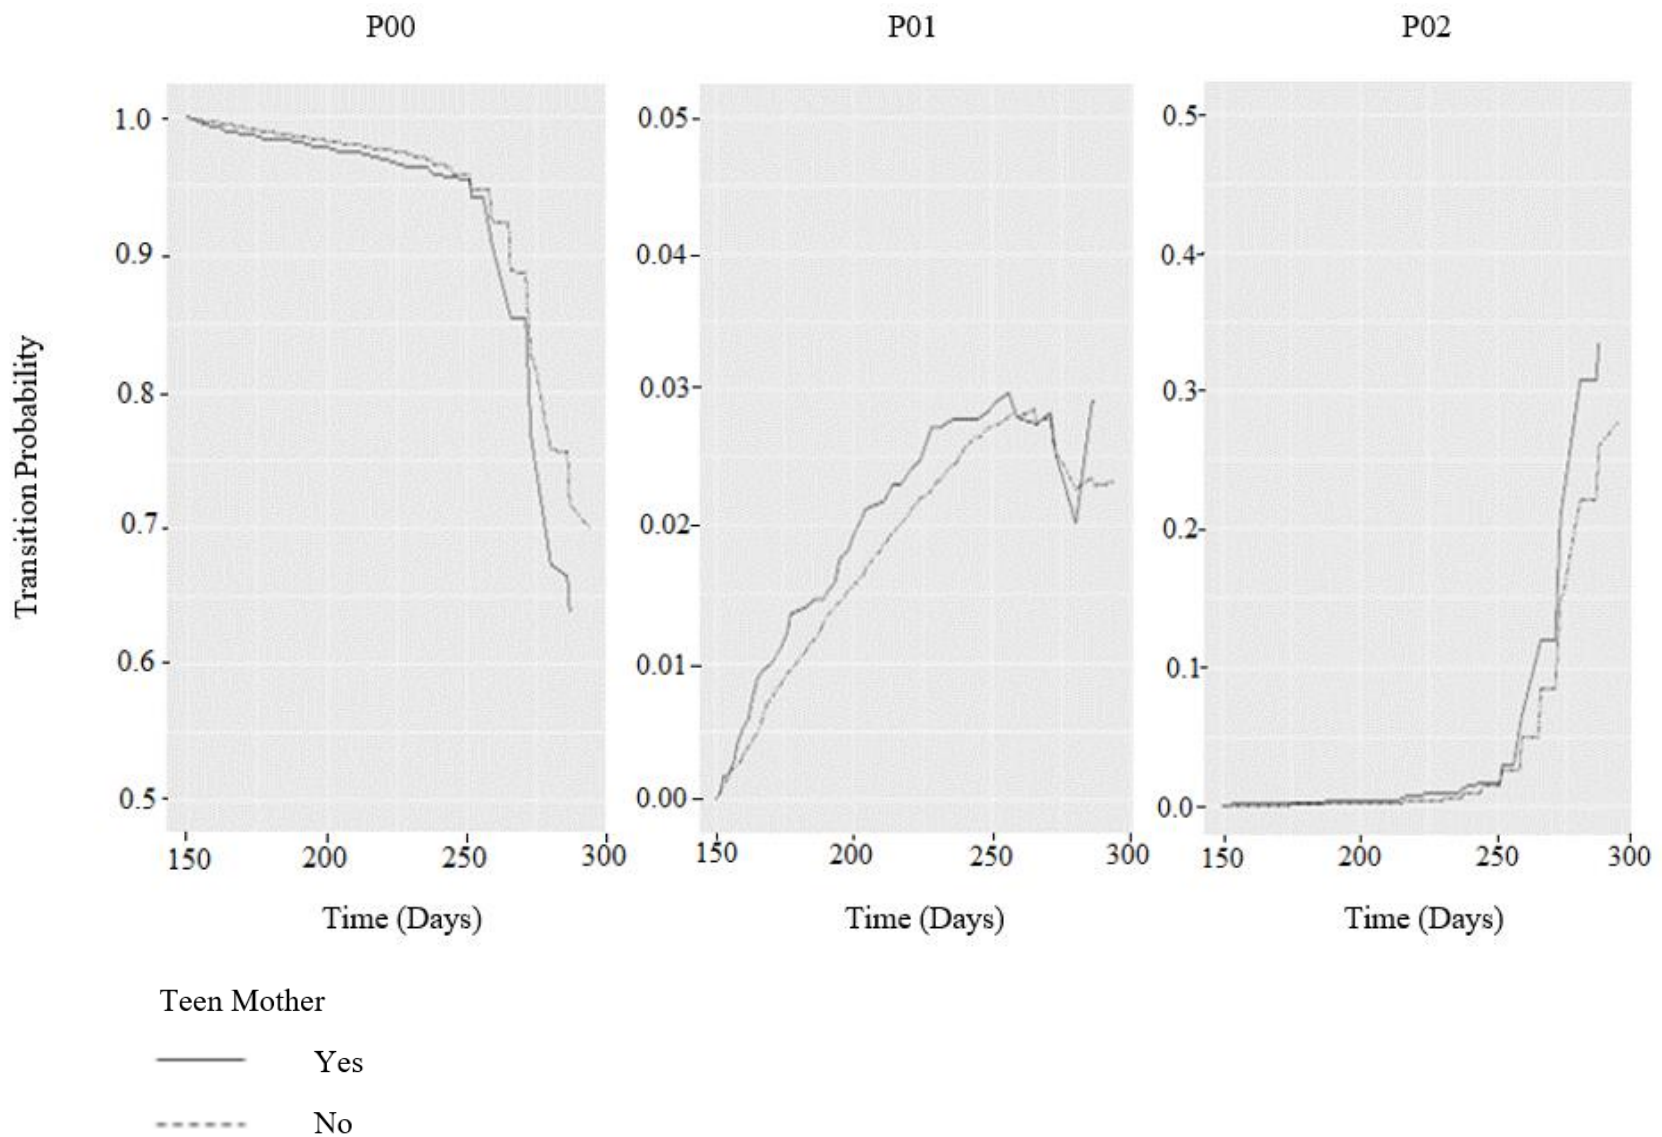 P00 P01 P02
1.0 0.05 0.5
0.9 0.04 0.4
0.8 0.03 0.3
0.7 0.02 0.2
0.6 0.01 0.1
0.5 0.00 0.0
Transition Probability
150 200 250 300 150 200 250 300 150 200 250 300
Time (Days) Time (Days) Time (Days)
Teen Mother
Yes
No